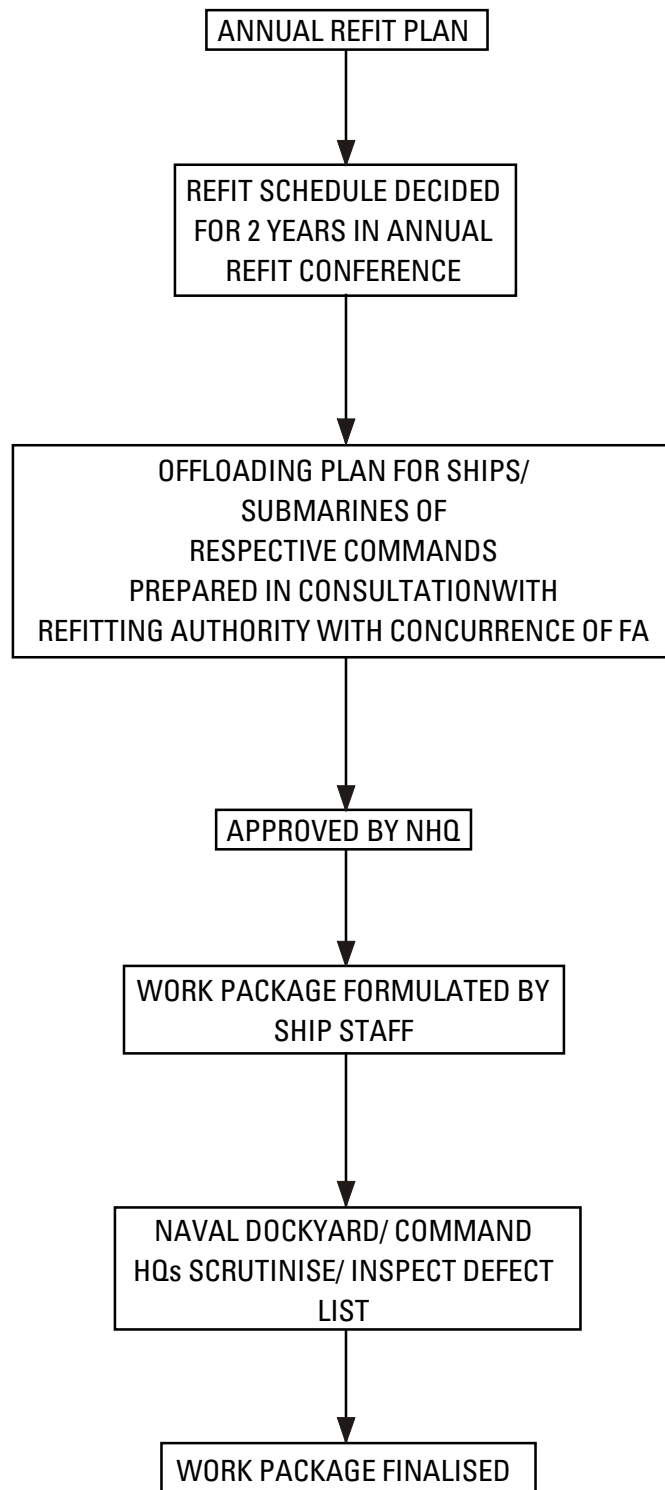 ANNUAL REFIT PLAN
REFIT SCHEDULE DECIDED
FOR 2 YEARS IN ANNUAL
REFIT CONFERENCE
OFFLOADING PLAN FOR SHIPS/
SUBMARINES OF
RESPECTIVE COMMANDS
PREPARED IN CONSULTATIONWITH
REFITTING AUTHORITY WITH CONCURRENCE OF FA
APPROVED BY NHQ
WORK PACKAGE FORMULATED BY
SHIP STAFF
NAVAL DOCKYARD/ COMMAND
HQs SCRUTINISE/ INSPECT DEFECT
LIST
WORK PACKAGE FINALISED